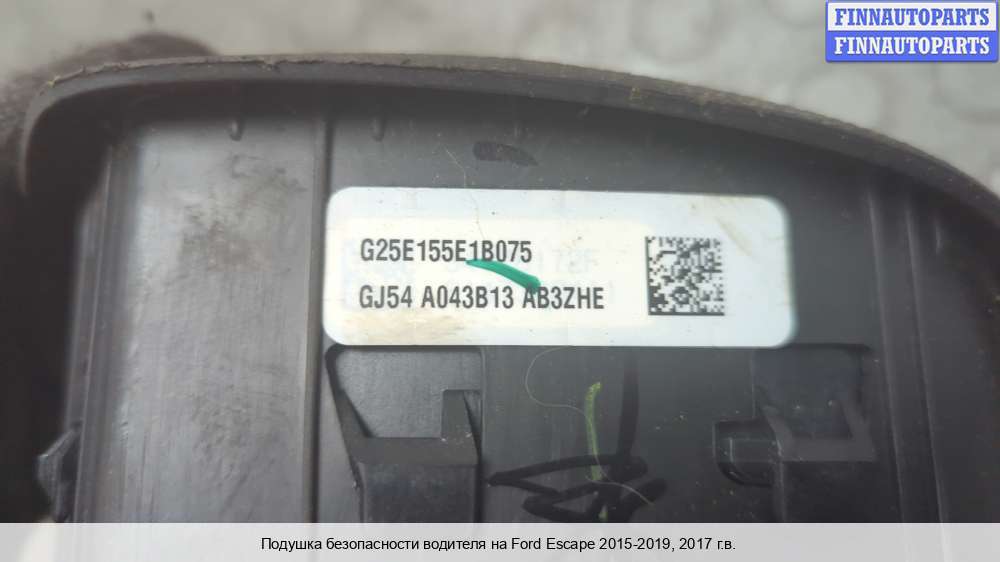 FINNAUTOPARTS
FINNAUTOPARTS
G25E155E1B075
GJ54 A043B13 AB3ZHE
Подушка безопасности водителя на Ford Escape 2015-2019, 2017 г.в.